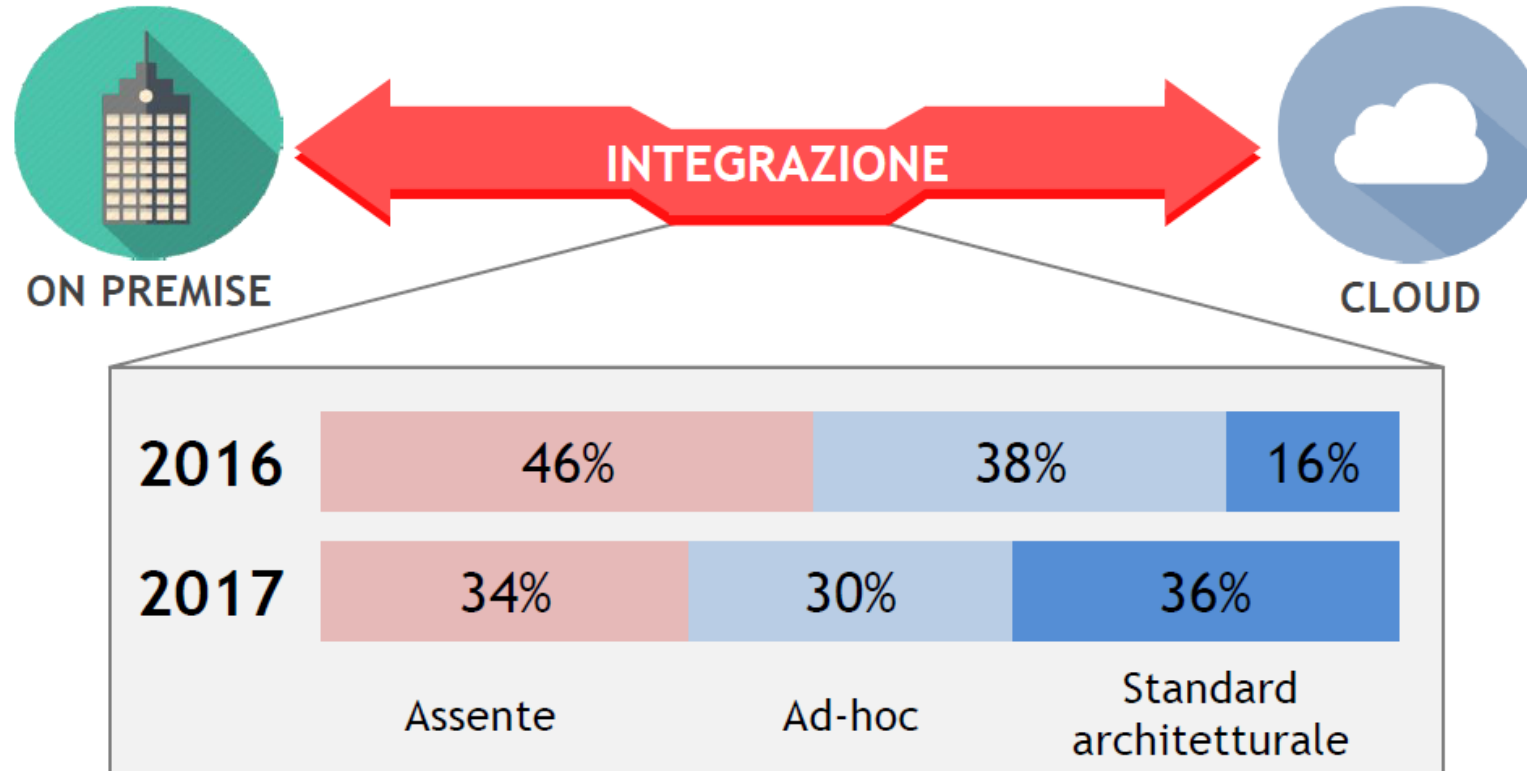 INTEGRAZIONE
ON PREMISE
CLOUD
2016 46% 38% 16%
2017 34% 30% 36%
Assente Ad-hoc Standard
architetturale